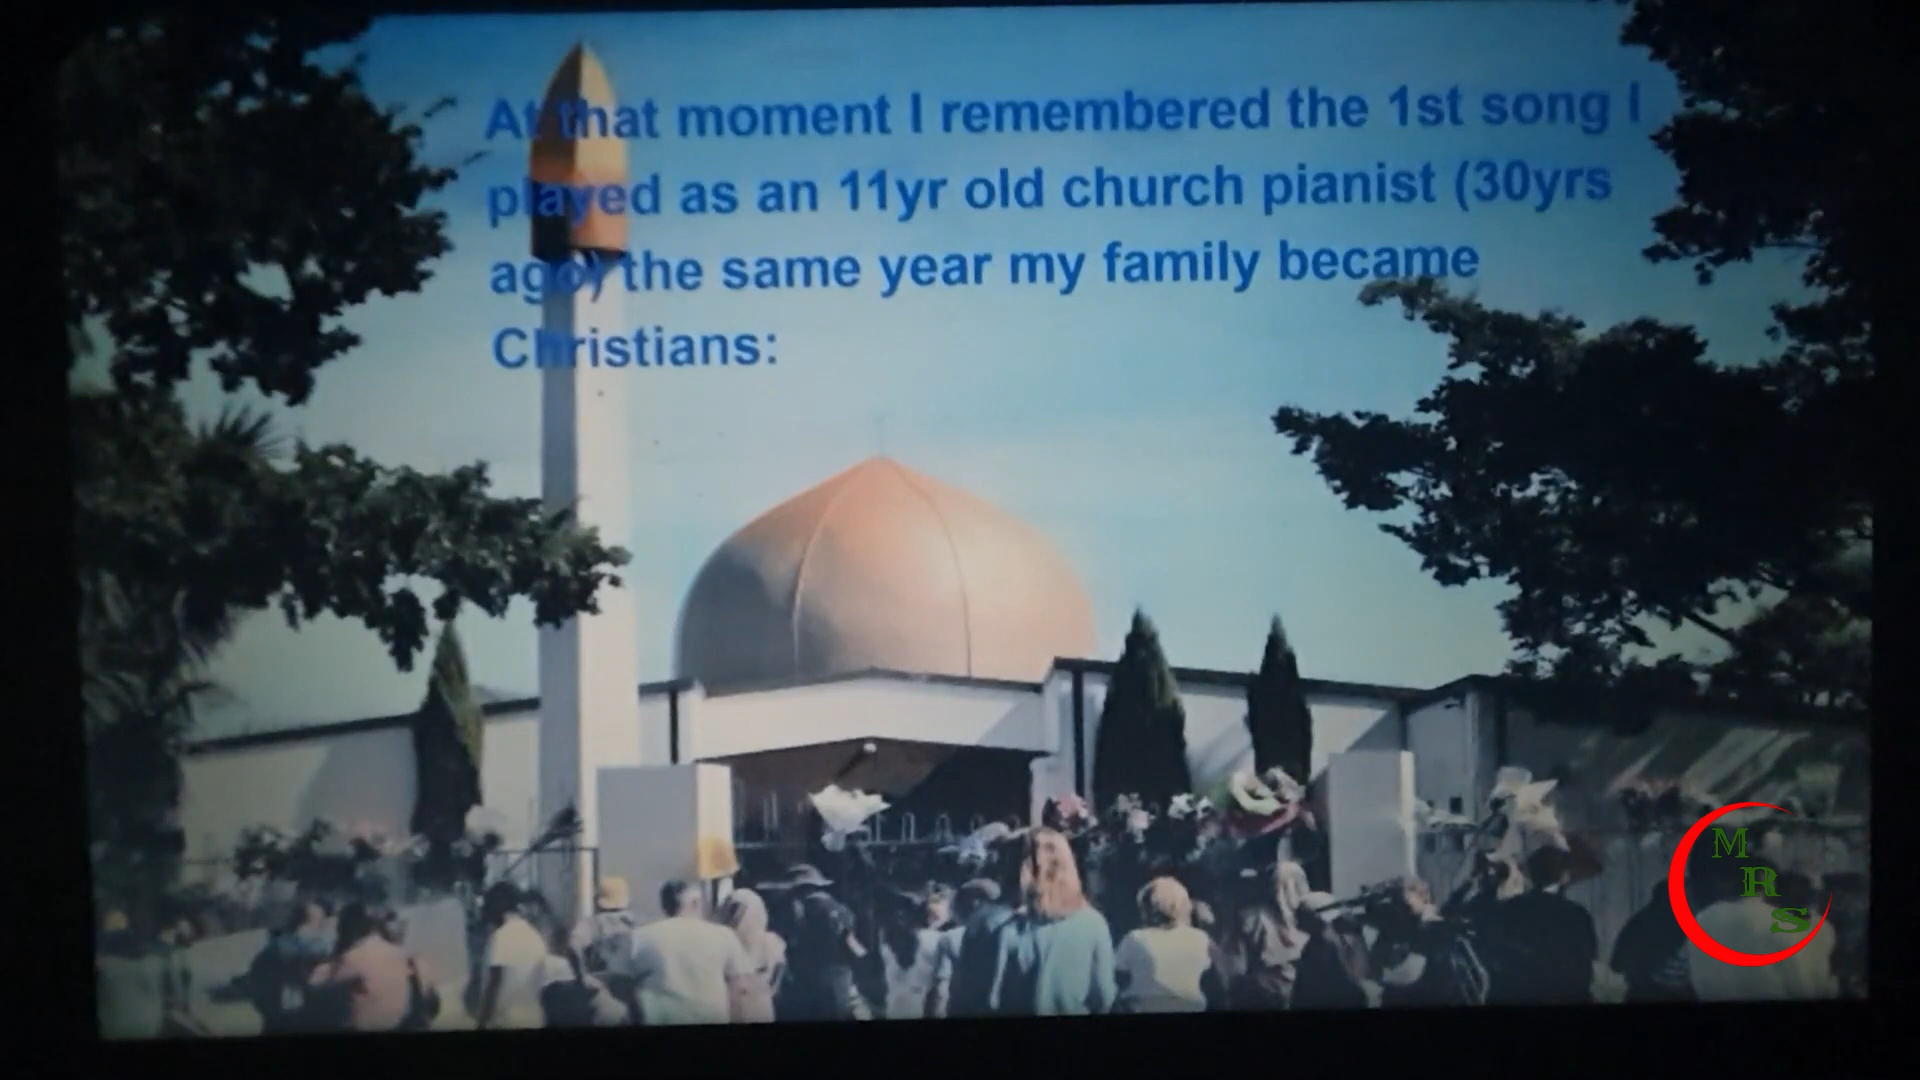 At that moment I remembered the 1st song I
played as an 11yr old church pianist (30yrs
ago) the same year my family became
Christians:
M
R
S